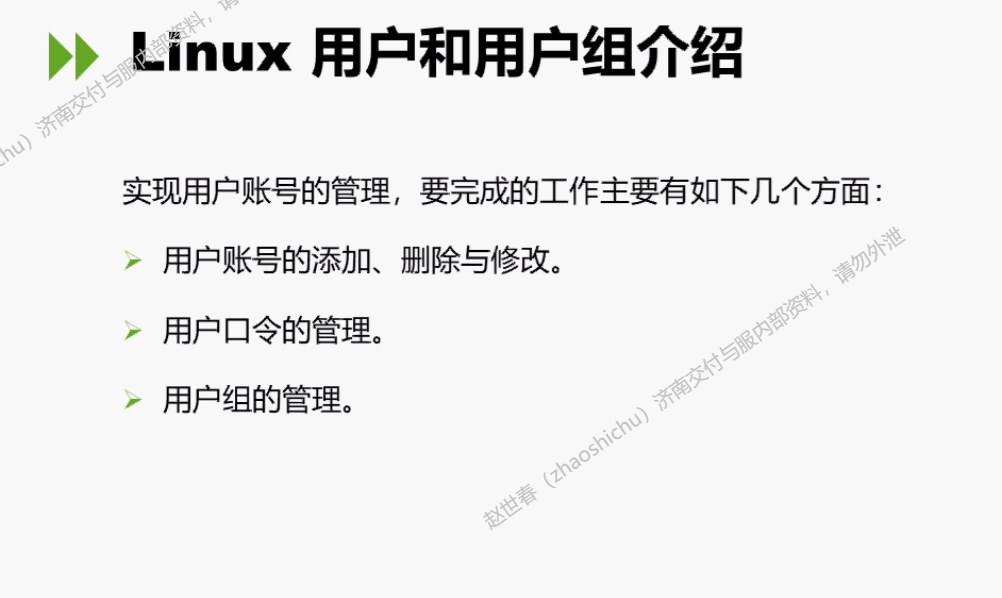 Linux 用户和用户组介绍
实现用户账号的管理，要完成的工作主要有如下几个方面：
用户账号的添加、删除与修改。
用户口令的管理。
用户组的管理。
hu）济南交付与服内部资料，请
赵世春（zhaoshichu）济南交付与服内部资料，请勿外泄